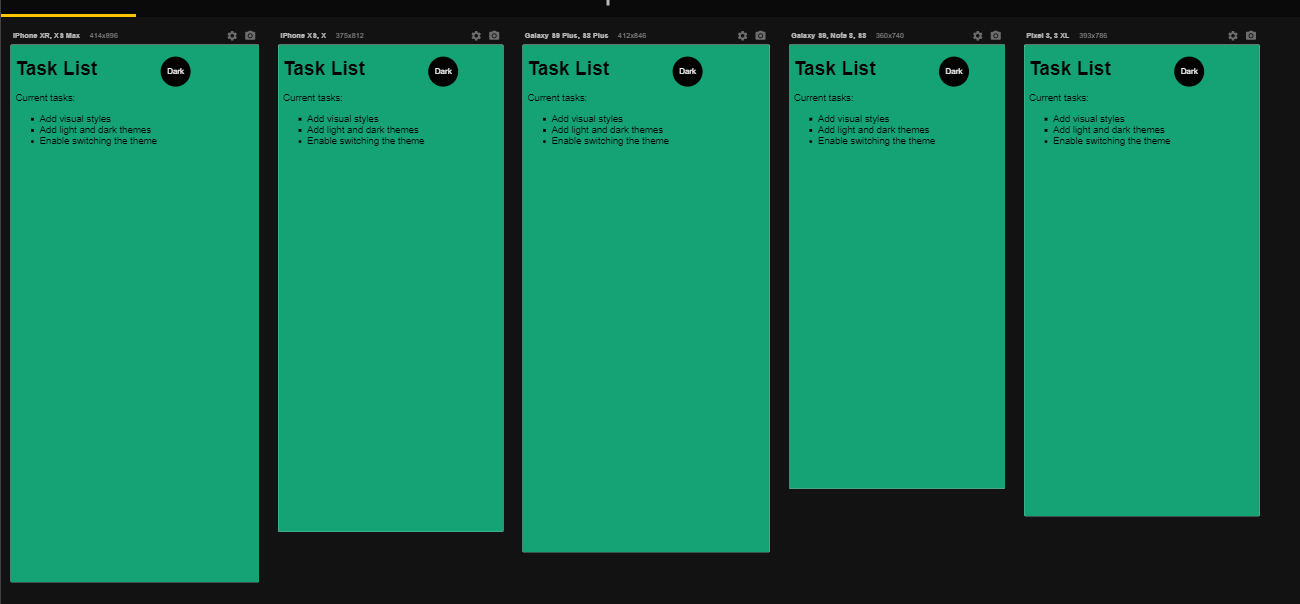 iPhone XR, XS Max 414x896
Task List
Dark
Current tasks:
Add visual styles
Add light and dark themes
Enable switching the theme
iPhone XS, X 375x812
Task List
Dark
Current tasks:
Add visual styles
Add light and dark themes
Enable switching the theme
Galaxy S9 Plus, S8 Plus 412x846
Task List
Dark
Current tasks:
Add visual styles
Add light and dark themes
Enable switching the theme
Galaxy S9, Note 8, S8 360x740
Task List
Dark
Current tasks:
Add visual styles
Add light and dark themes
Enable switching the theme
Pixel 3, 3 XL 393x786
Task List
Dark
Current tasks:
Add visual styles
Add light and dark themes
Enable switching the theme